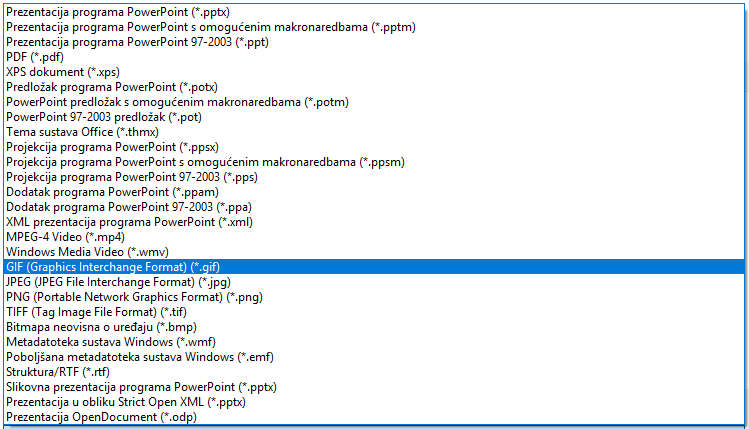 Prezentacija programa PowerPoint (*.pptx)
Prezentacija programa PowerPoint s omogućenim makronaredbama (*.pptm)
Prezentacija programa PowerPoint 97-2003 (*.ppt)
PDF (*.pdf)
XPS dokument (*.xps)
Predložak programa PowerPoint (*.potx)
PowerPoint predložak s omogućenim makronaredbama (*.potm)
PowerPoint 97-2003 predložak (*.pot)
Tema sustava Office (*.thmx)
Projekcija programa PowerPoint (*.ppsx)
Projekcija programa PowerPoint s omogućenim makronaredbama (*.ppsm)
Projekcija programa PowerPoint 97-2003 (*.pps)
Dodatak programa PowerPoint (*.ppam)
Dodatak programa PowerPoint 97-2003 (*.ppa)
XML prezentacija programa PowerPoint (*.xml)
MPEG-4 Video (*.mp4)
Windows Media Video (*.wmv)
GIF (Graphics Interchange Format) (*.gif)
JPEG (JPEG File Interchange Format) (*.jpg)
PNG (Portable Network Graphics Format) (*.png)
TIFF (Tag Image File Format) (*.tif)
Bitmapa neovisna o uređaju (*.bmp)
Metadatoteka sustava Windows (*.wmf)
Poboljšana metadatoteka sustava Windows (*.emf)
Struktura/RTF (*.rtf)
Slikovna prezentacija programa PowerPoint (*.pptx)
Prezentacija u obliku Strict Open XML (*.pptx)
Prezentacija OpenDocument (*.odp)